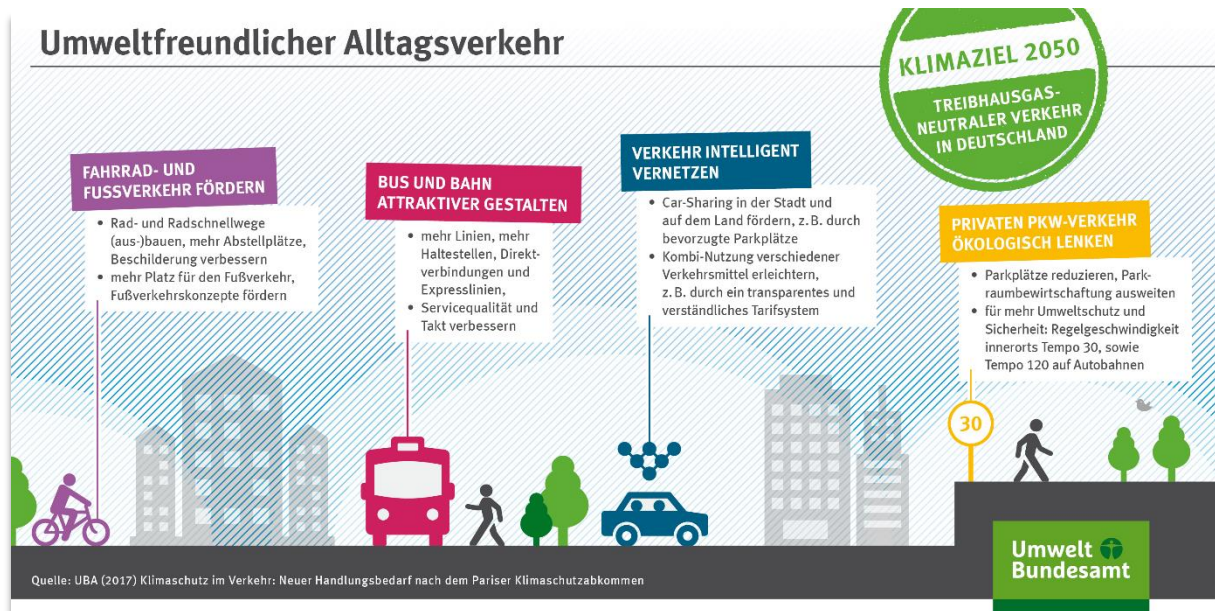 Umweltfreundlicher Alltagsverkehr
KLIMAZIEL 2050
TREIBHAUSGAS-
NEUTRALER VERKEHR
IN DEUTSCHLAND
FAHRRAD- UND
FUSSVERKEHR FÖRDERN
• Rad- und Radschnellwege
(aus-)bauen, mehr Abstellplätze,
Beschilderung verbessern
• mehr Platz für den Fußverkehr,
Fußverkehrskonzepte fördern
BUS UND BAHN
ATTRAKTIVER GESTALTEN
• mehr Linien, mehr
Haltestellen, Direkt-
verbindungen und
Expresslinien,
• Servicequalität und
Takt verbessern
VERKEHR INTELLIGENT
VERNETZEN
• Car-Sharing in der Stadt und
auf dem Land fördern, z.B. durch
bevorzugte Parkplätze
• Kombi-Nutzung verschiedener
Verkehrsmittel erleichtern,
z.B. durch ein transparentes und
verständliches Tarifsystem
PRIVATEN PKW-VERKEHR
ÖKOLOGISCH LENKEN
• Parkplätze reduzieren, Park-
raumbewirtschaftung ausweiten
• für mehr Umweltschutz und
Sicherheit: Regelgeschwindigkeit
innerorts Tempo 30, sowie
Tempo 120 auf Autobahnen
30
Quelle: UBA (2017) Klimaschutz im Verkehr: Neuer Handlungsbedarf nach dem Pariser Klimaschutzabkommen
Umwelt
Bundesamt